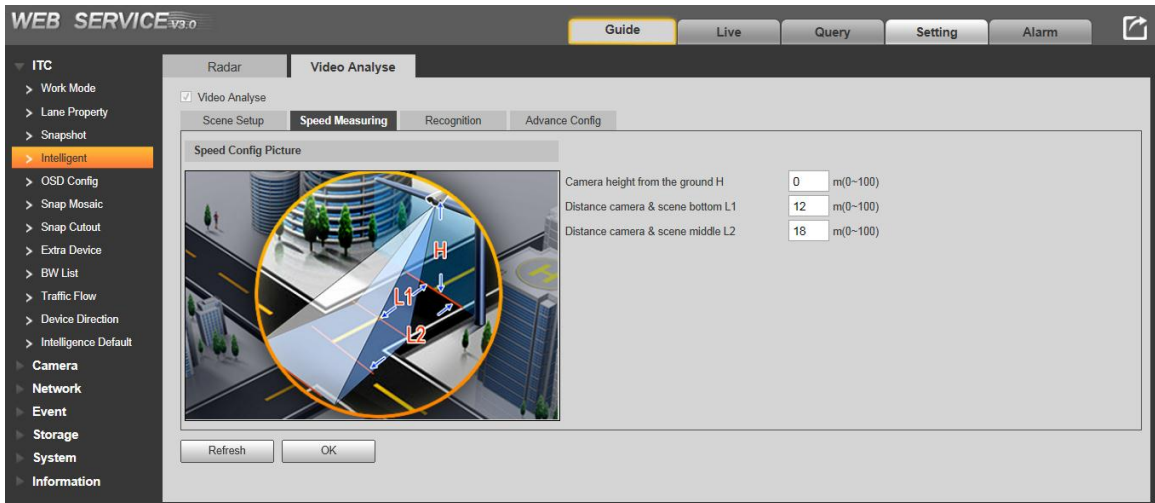 WEB SERVICE V3.0
Guide
Live
Query
Setting
Alarm
ITC
Work Mode
Lane Property
Snapshot
Intelligent
OSD Config
Snap Mosaic
Snap Cutout
Extra Device
BW List
Traffic Flow
Device Direction
Intelligence Default
Camera
Network
Event
Storage
System
Information
Radar
Video Analyse
Video Analyse
Scene Setup
Speed Measuring
Recognition
Advance Config
Speed Config Picture
H
L1
L2
H
Camera height from the ground H 0 m(0~100)
Distance camera & scene bottom L1 12 m(0~100)
Distance camera & scene middle L2 18 m(0~100)
Refresh
OK